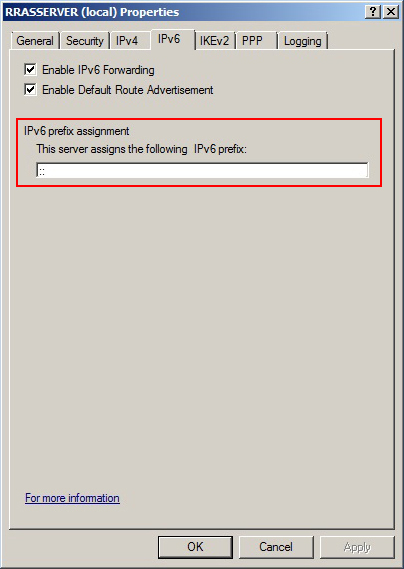 RRASSERVER (local) Properties
General Security IPv4 IPv6 IKEv2 PPP Logging
Enable IPv6 Forwarding
Enable Default Route Advertisement
IPv6 prefix assignment
This server assigns the following IPv6 prefix:
::
For more information
OK Cancel Apply